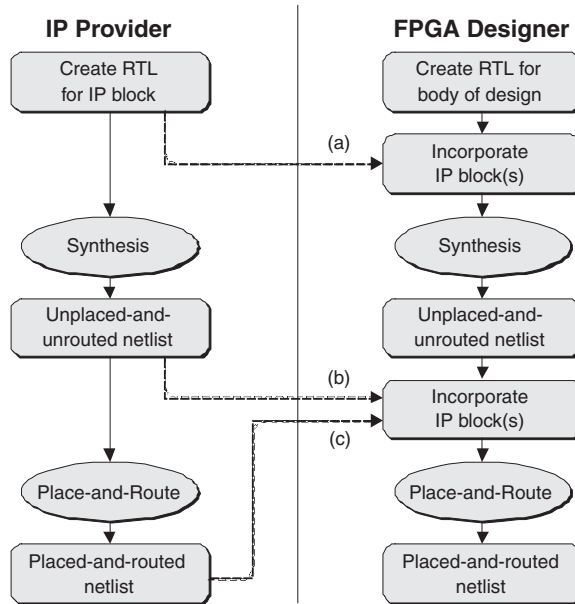 IP Provider
Create RTL
for IP block
Synthesis
Unplaced-and-
unrouted netlist
Place-and-Route
Placed-and-routed
netlist
(a)
(b)
(c)
FPGA Designer
Create RTL for
body of design
Incorporate
IP block(s)
Synthesis
Unplaced-and-
unrouted netlist
Incorporate
IP block(s)
Place-and-Route
Placed-and-routed
netlist